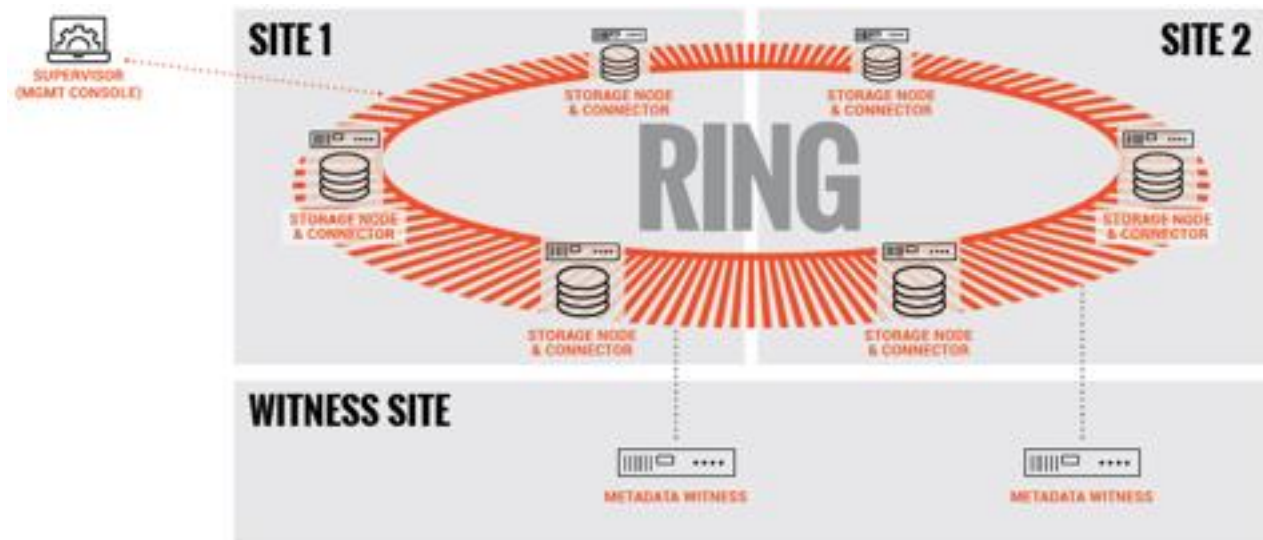 SITE 1
SITE 2
SUPERVISOR
(MGMT CONSOLE)
STORAGE NODE
& CONNECTOR
STORAGE NODE
& CONNECTOR
RING
STORAGE NODE
& CONNECTOR
STORAGE NODE
& CONNECTOR
STORAGE NODE
& CONNECTOR
STORAGE NODE
& CONNECTOR
WITNESS SITE
METADATA WITNESS
METADATA WITNESS